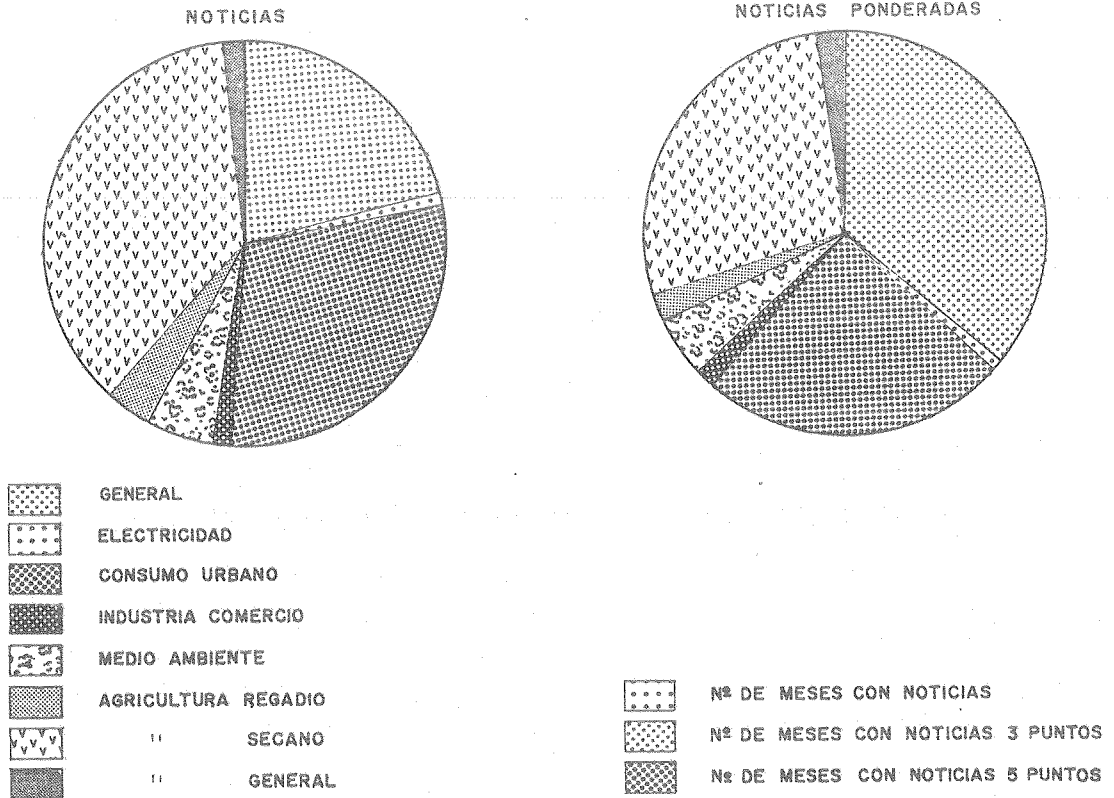 NOTICIAS
NOTICIAS PONDERADAS
GENERAL
ELECTRICIDAD
CONSUMO URBANO
INDUSTRIA COMERCIO
MEDIO AMBIENTE
AGRICULTURA REGADIO
" SECANO
" GENERAL
Nº DE MESES CON NOTICIAS
Nº DE MESES CON NOTICIAS 3 PUNTOS
Nº DE MESES CON NOTICIAS 5 PUNTOS